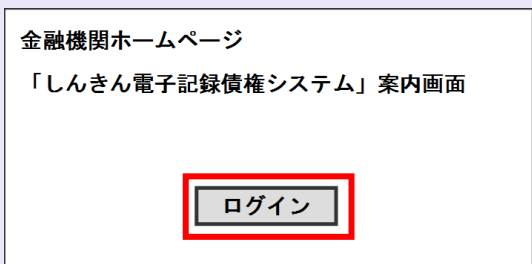 金融機関ホームページ
「しんきん電子記録債権システム」案内画面
ログイン